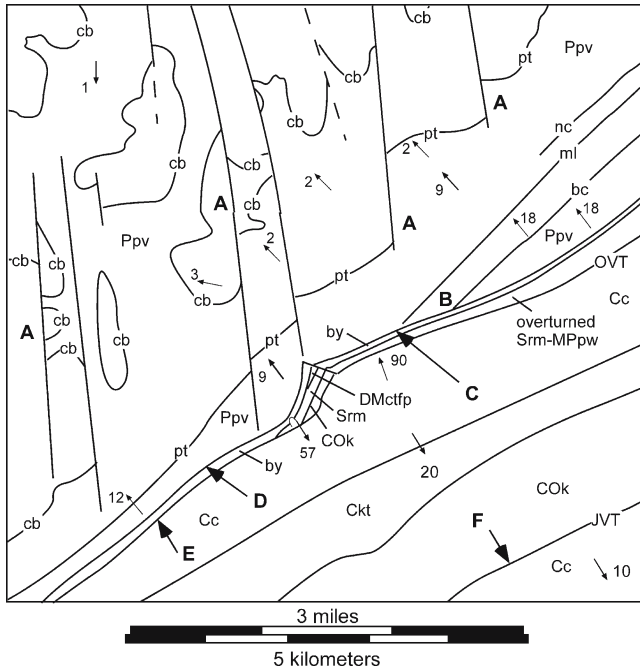 cb
pt
Ppv
1
cb
cb
A
nc
cb
pt
2
ml
cb
cb
2
9
bc
18
18
cb
A
A
Ppv
Ppv
2
OVT
cb
cb
3
cb
pt
B
Cc
A
cb
cb
cb
pt
by
overturned
Srm-MPpw
90
9
DMctfp
C
Ppv
Srm
COk
pt
by
57
20
12
D
COk
cb
Cc
Ckt
F
JVT
E
Cc
10
3 miles
5 kilometers